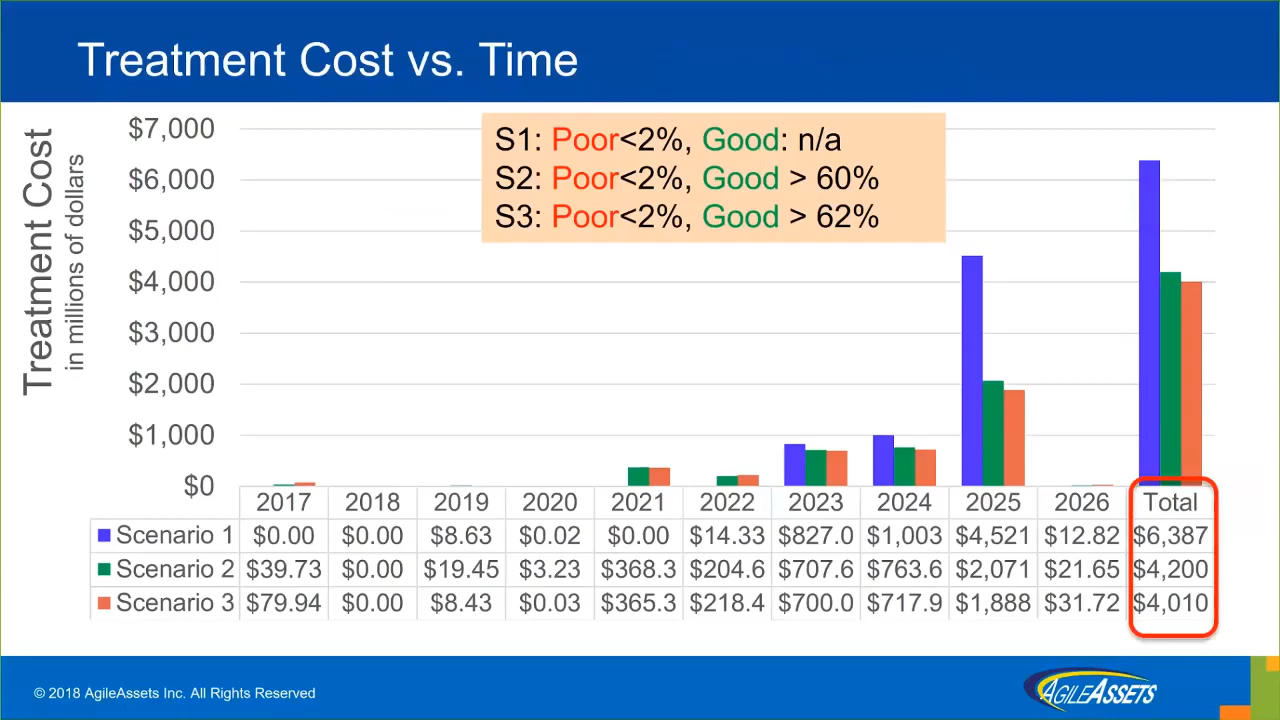 Treatment Cost vs. Time
Treatment Cost
in millions of dollars
$7,000
$6,000
$5,000
$4,000
$3,000
$2,000
$1,000
$0
S1: Poor<2%, Good: n/a
S2: Poor<2%, Good > 60%
S3: Poor<2%, Good > 62%
2017 2018 2019 2020 2021 2022 2023 2024 2025 2026 Total
Scenario 1 $0.00 $0.00 $8.63 $0.02 $0.00 $14.33 $827.0 $1,003 $4,521 $12.82 $6,387
Scenario 2 $39.73 $0.00 $19.45 $3.23 $368.3 $204.6 $707.6 $763.6 $2,071 $21.65 $4,200
Scenario 3 $79.94 $0.00 $8.43 $0.03 $365.3 $218.4 $700.0 $717.9 $1,888 $31.72 $4,010
© 2018 AgileAssets Inc. All Rights Reserved
AGILEASSETS